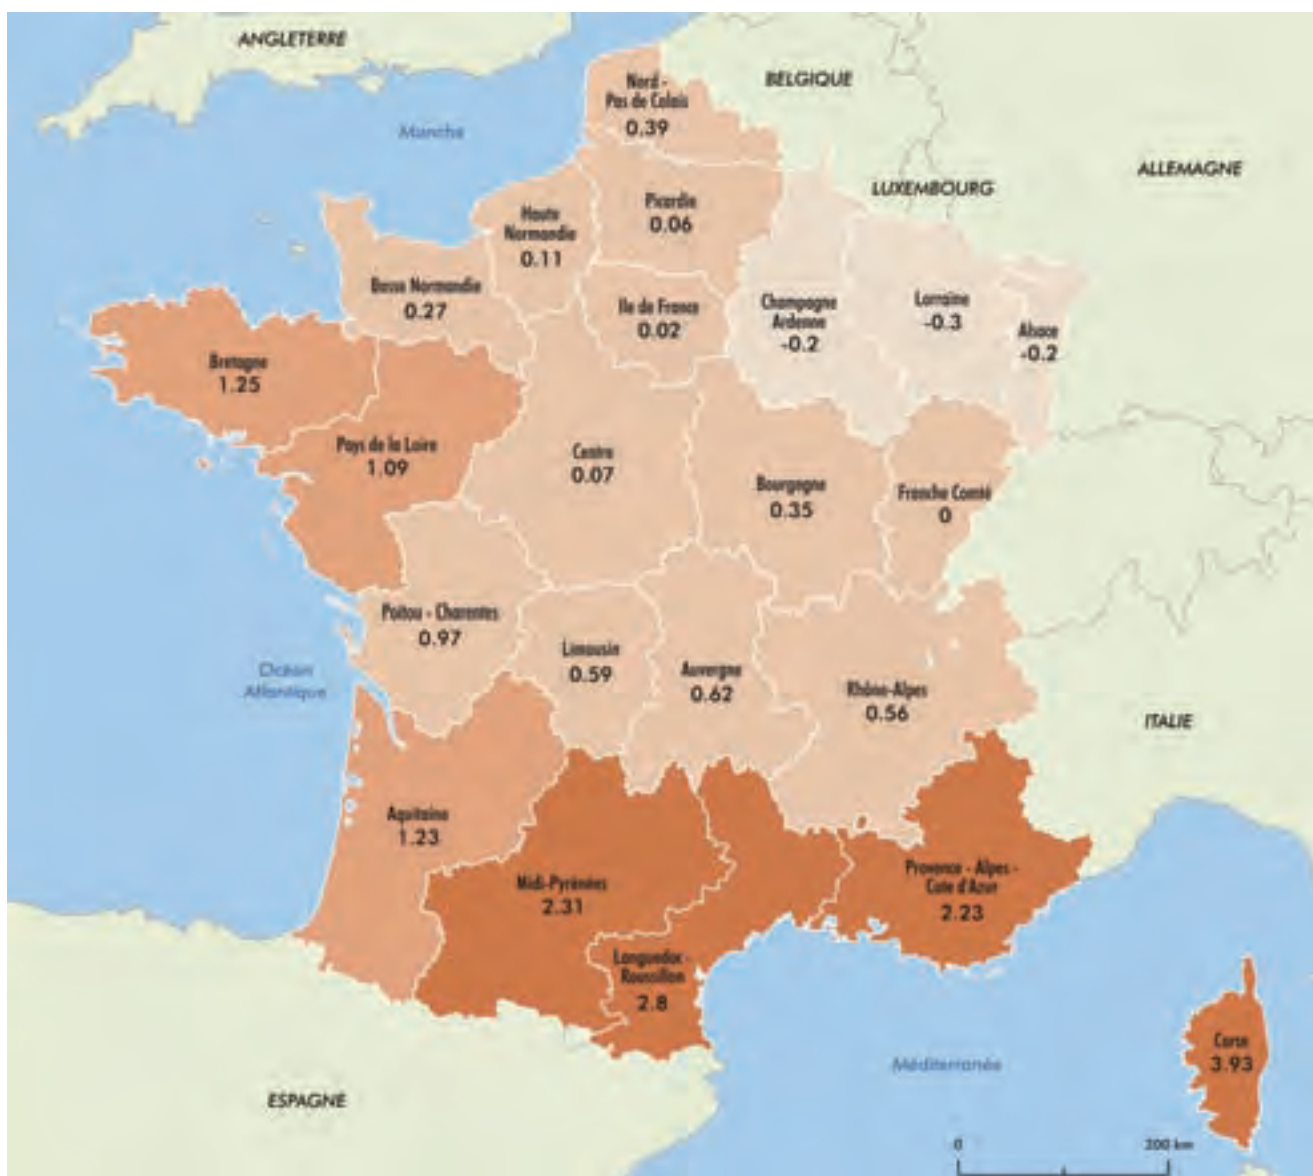 ANGLETERRE
Nord -
Pas de Calais
0.39
BELGIQUE
Manche
ALLEMAGNE
LUXEMBOURG
Picardie
0.06
Haute
Normandie
0.11
Basse Normandie
0.27
Ile de France
0.02
Champagne
Ardenne
-0.2
Lorraine
-0.3
Alsace
-0.2
Bretagne
1.25
Pays de la Loire
1.09
Centre
0.07
Bourgogne
0.35
Franche Comté
0
Poitou - Charentes
0.97
Limousin
0.59
Auvergne
0.62
Rhône-Alpes
0.56
Océan
Atlantique
ITALIE
Aquitaine
1.23
Midi-Pyrénées
2.31
Provence - Alpes -
Cote d'Azur
2.23
Languedoc -
Roussillon
2.8
Corse
3.93
Méditerranée
ESPAGNE
0 200 km